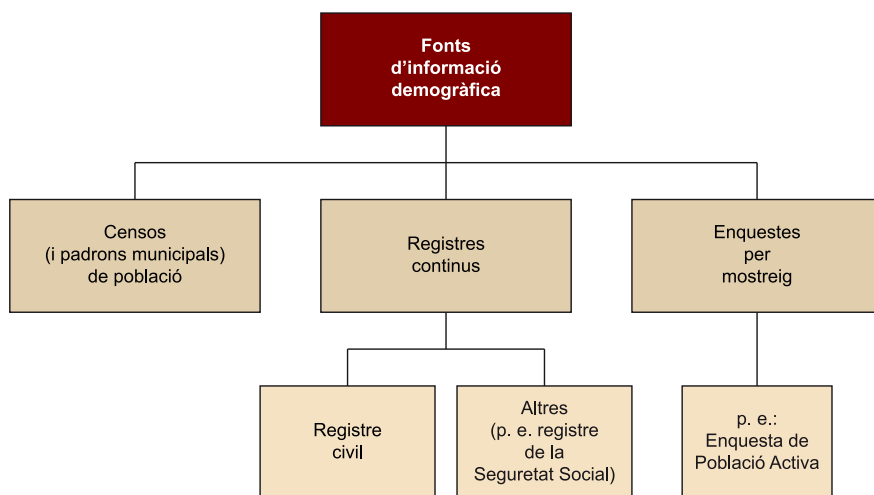 Fonts
d’informació
demogràfica
Censos
(i padrons municipals)
de població
Registres
continus
Enquestes
per
mostreig
Registre
civil
Altres
(p. e. registre
de la
Seguretat Social)
p. e.:
Enquesta de
Població Activa